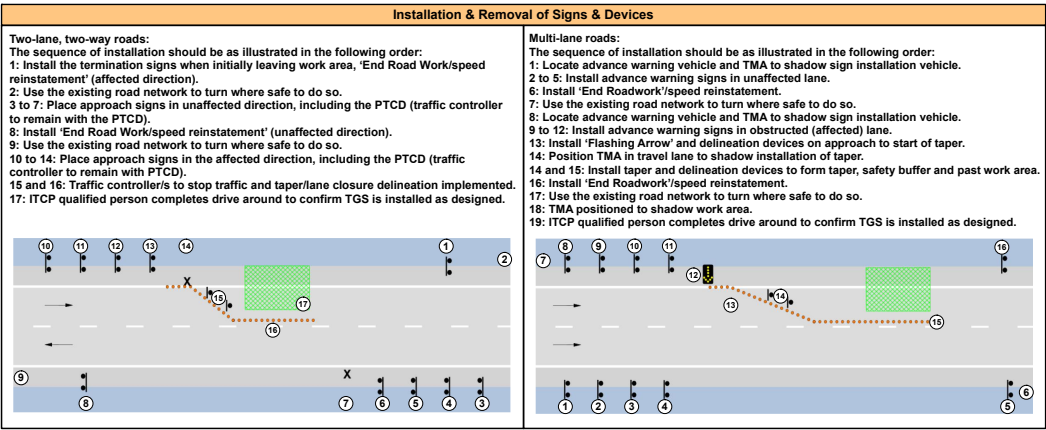 Installation & Removal of Signs & Devices
Two-lane, two-way roads:
The sequence of installation should be as illustrated in the following order:
1: Install the termination signs when initially leaving work area, ‘End Road Work/speed
reinstatement’ (affected direction).
2: Use the existing road network to turn where safe to do so.
3 to 7: Place approach signs in unaffected direction, including the PTCD (traffic controller
to remain with the PTCD).
8: Install ‘End Road Work/speed reinstatement’ (unaffected direction).
9: Use the existing road network to turn where safe to do so.
10 to 14: Place approach signs in the affected direction, including the PTCD (traffic
controller to remain with PTCD).
15 and 16: Traffic controller/s to stop traffic and taper/lane closure delineation implemented.
17: ITCP qualified person completes drive around to confirm TGS is installed as designed.
10 11 12 13 14 1
2
X
15
17
16
9
X
8 7 6 5 4 3
Multi-lane roads:
The sequence of installation should be as illustrated in the following order:
1: Locate advance warning vehicle and TMA to shadow sign installation vehicle.
2 to 5: Install advance warning signs in unaffected lane.
6: Install ‘End Roadwork’/speed reinstatement.
7: Use the existing road network to turn where safe to do so.
8: Locate advance warning vehicle and TMA to shadow sign installation vehicle.
9 to 12: Install advance warning signs in obstructed (affected) lane.
13: Install ‘Flashing Arrow’ and delineation devices on approach to start of taper.
14: Position TMA in travel lane to shadow installation of taper.
14 and 15: Install taper and delineation devices to form taper, safety buffer and past work area.
16: Install ‘End Roadwork’/speed reinstatement.
17: Use the existing road network to turn where safe to do so.
18: TMA positioned to shadow work area.
19: ITCP qualified person completes drive around to confirm TGS is installed as designed.
8 9 10 11 16
7
12
14
13
15
6
1 2 3 4 5